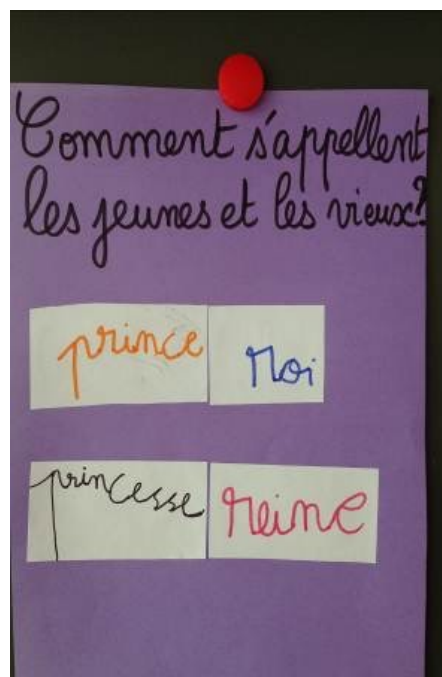 Comment s'appellent
les jeunes et les vieux?
prince roi
princesse reine